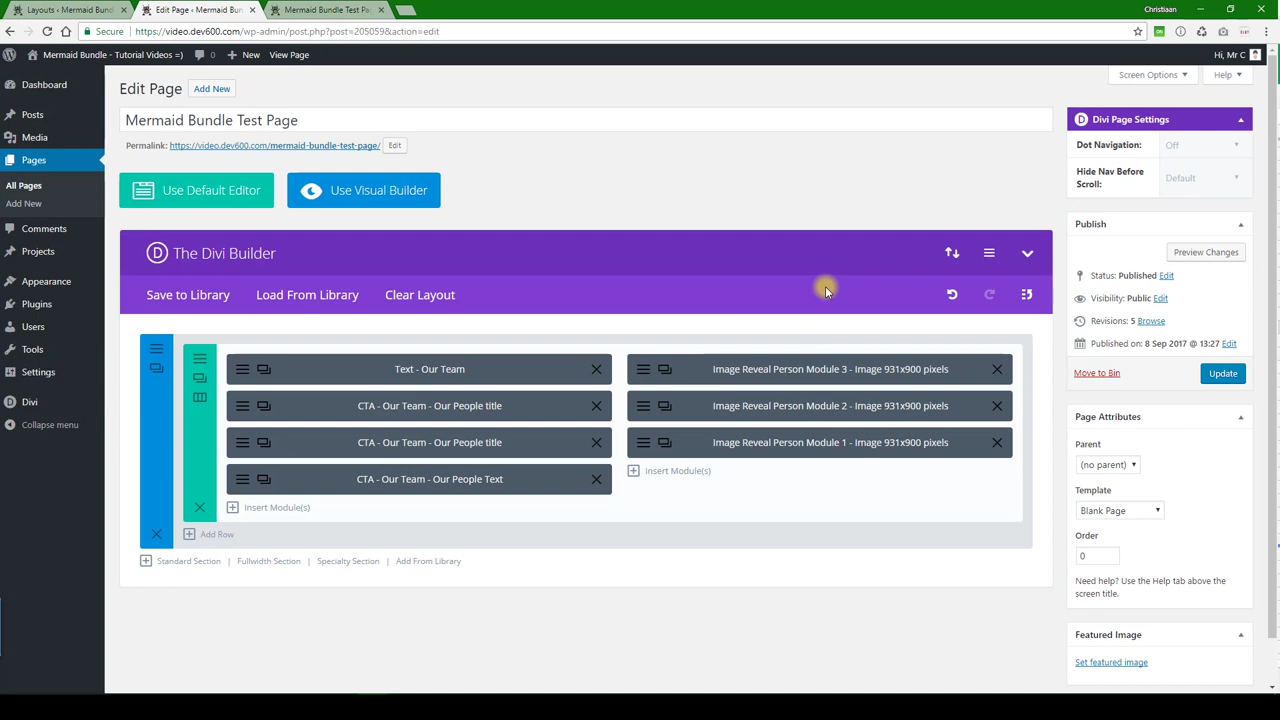 Layouts ‹ Mermaid Bund
Edit Page ‹ Mermaid Bun
Mermaid Bundle Test Pag
Christiaan
Secure
https://video.dev600.com/wp-admin/post.php?post=205059&action=edit
Mermaid Bundle - Tutorial Videos =)
0
New
View Page
Hi, Mr C
Dashboard
Posts
Media
Pages
All Pages
Add New
Comments
Projects
Appearance
Plugins
Users
Tools
Settings
Divi
Collapse menu
Edit Page
Add New
Screen Options
Help
Mermaid Bundle Test Page
Permalink: https://video.dev600.com/mermaid-bundle-test-page/
Edit
Use Default Editor
Use Visual Builder
D The Divi Builder
Save to Library
Load From Library
Clear Layout
Text - Our Team
CTA - Our Team - Our People title
CTA - Our Team - Our People title
CTA - Our Team - Our People Text
Insert Module(s)
Image Reveal Person Module 3 - Image 931x900 pixels
Image Reveal Person Module 2 - Image 931x900 pixels
Image Reveal Person Module 1 - Image 931x900 pixels
Insert Module(s)
Add Row
Standard Section | Fullwidth Section | Specialty Section | Add From Library
D Divi Page Settings
Dot Navigation:
Off
Hide Nav Before
Scroll:
Default
Publish
Preview Changes
Status: Published Edit
Visibility: Public Edit
Revisions: 5 Browse
Published on: 8 Sep 2017 @ 13:27 Edit
Move to Bin
Update
Page Attributes
Parent
(no parent)
Template
Blank Page
Order
0
Need help? Use the Help tab above the
screen title.
Featured Image
Set featured image